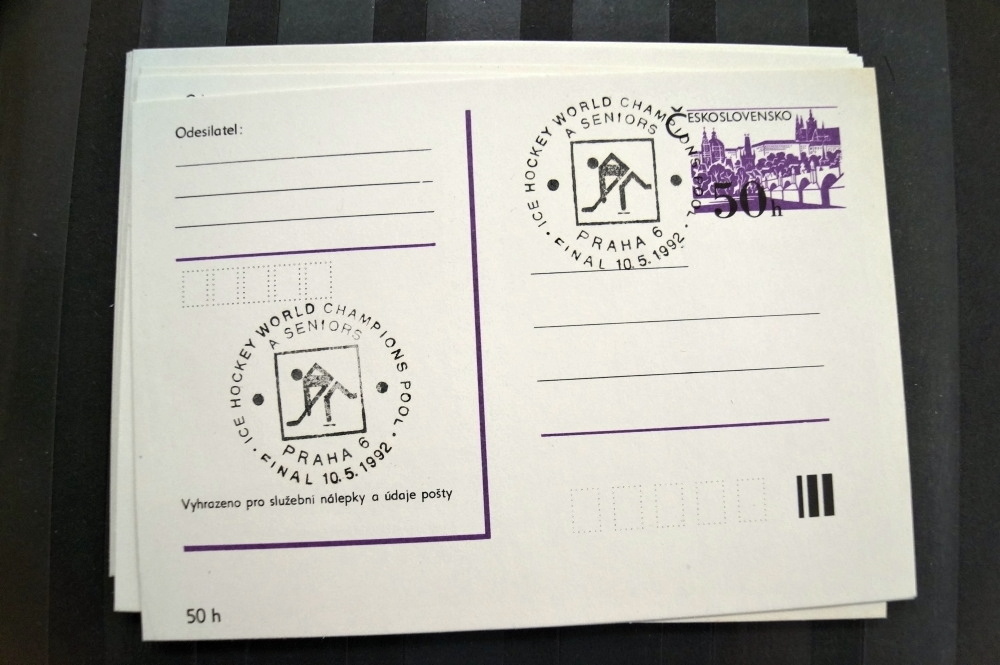 Odesilatel:
ICE HOCKEY WORLD CHAMPIONS POOL
A SENIORS
PRAHA 6
FINAL 10.5.1992
Vyhrazeno pro služební nálepky a údaje pošty
50 h
ICE HOCKEY WORLD CHAMPIONS POOL
A SENIORS
PRAHA 6
FINAL 10.5.1992
ČESKOSLOVENSKO
50h